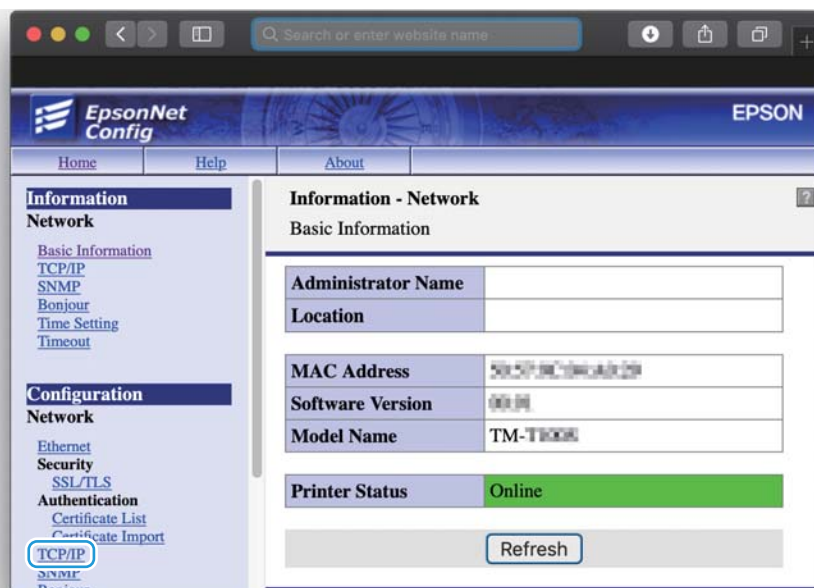 Search or enter website name
EpsonNet
Config
EPSON
Home Help About
Information
Network
Basic Information
TCP/IP
SNMP
Bonjour
Time Setting
Timeout
Configuration
Network
Ethernet
Security
SSL/TLS
Authentication
Certificate List
Certificate Import
TCP/IP
SNMP
Bonjour
Information - Network
?
Basic Information
Administrator Name
Location
MAC Address
Software Version
Model Name TM-
Printer Status Online
Refresh